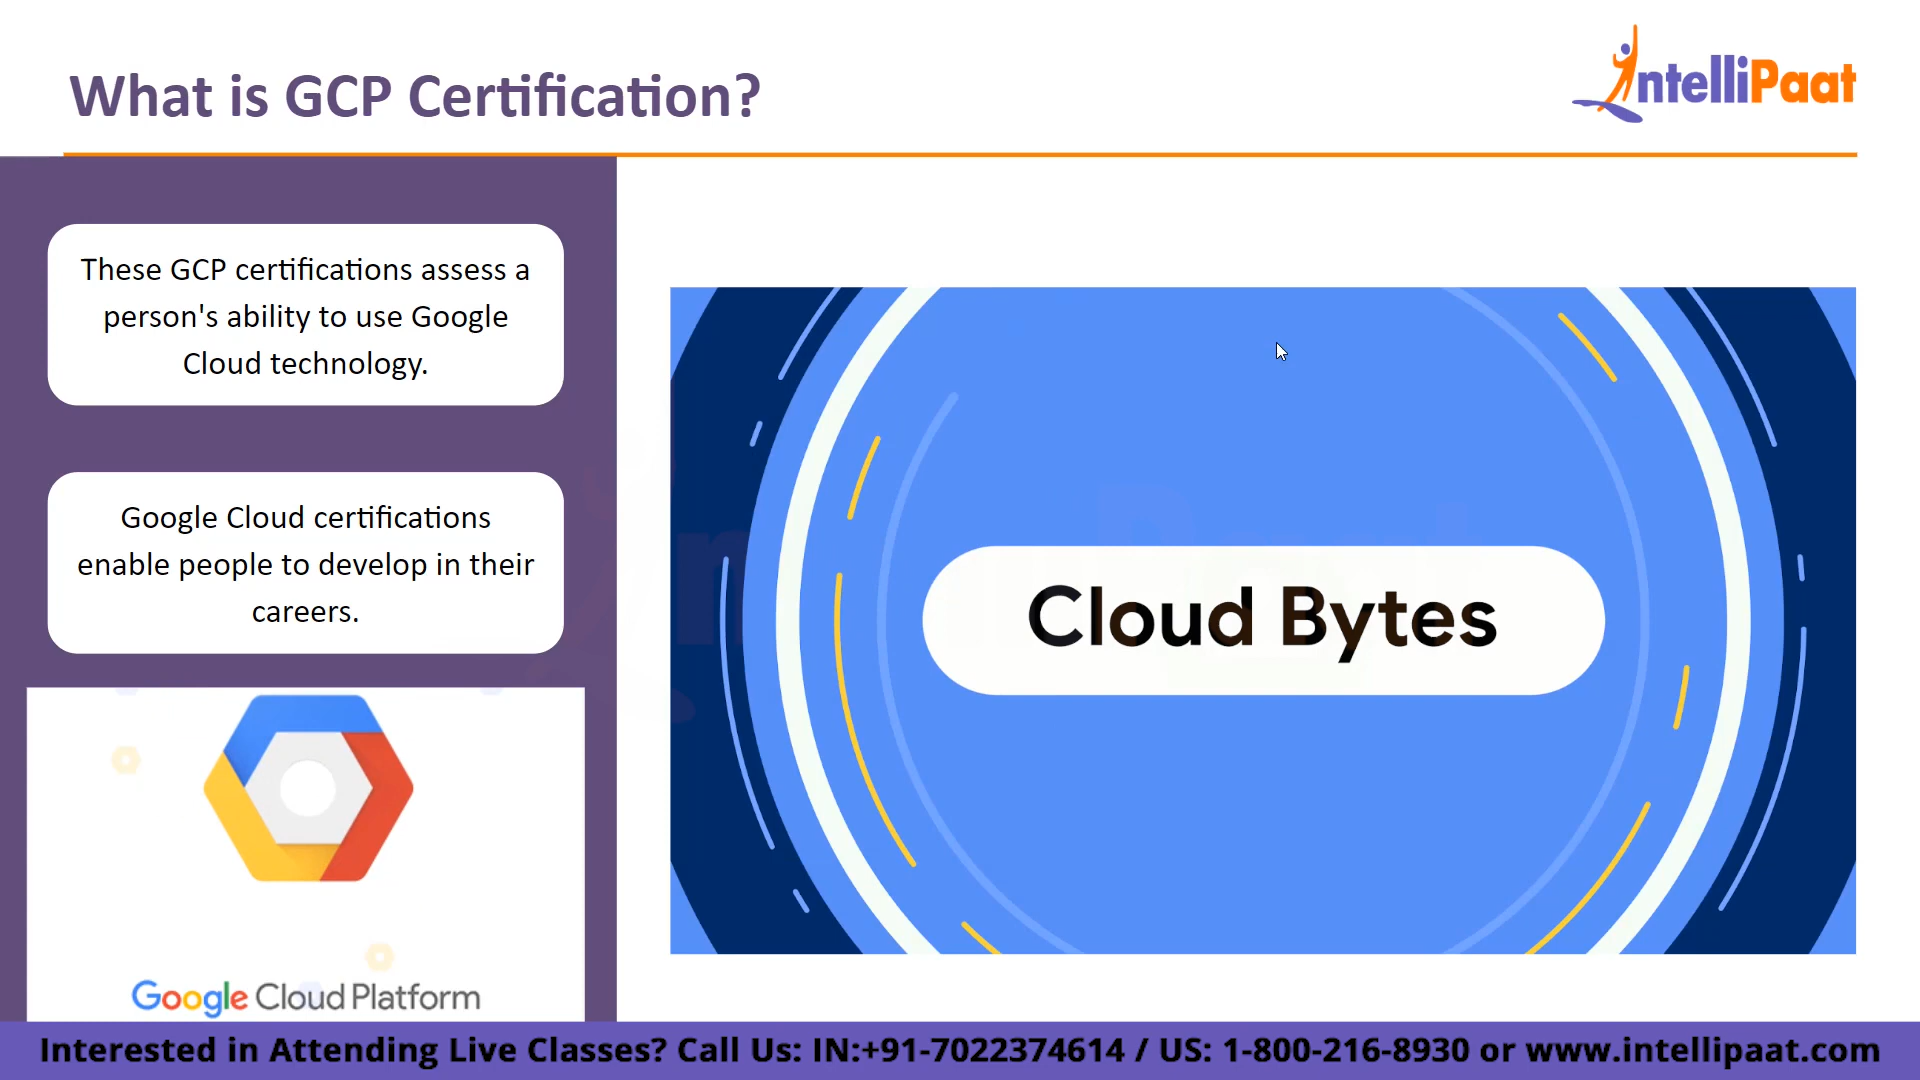 What is GCP Certification?
IntelliPaat
These GCP certifications assess a
person's ability to use Google
Cloud technology.
Google Cloud certifications
enable people to develop in their
careers.
Google Cloud Platform
Cloud Bytes
Interested in Attending Live Classes? Call Us: IN:+91-7022374614 / US: 1-800-216-8930 or www.intellipaat.com